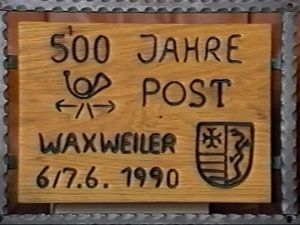 500 JAHRE
POST
WAXWEILER
6/7.6. 1990